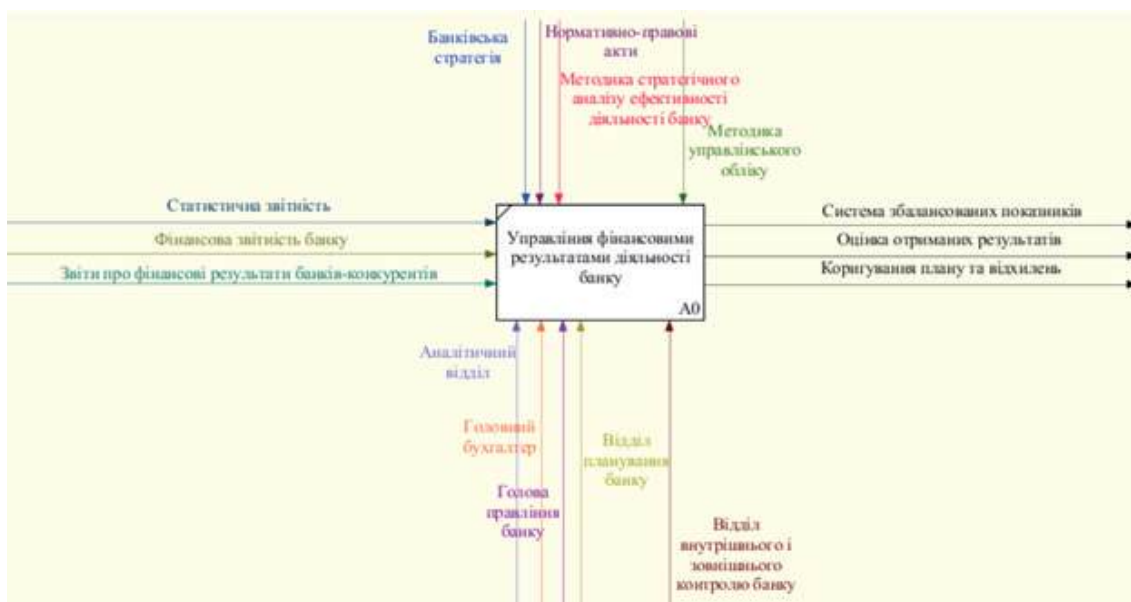 Банківська
стратегія
Нормативно-правові
акти
Методика стратегічного
аналізу ефективності
діяльності банку
Методика
управлінського
обліку
Статистична звітність
Фінансова звітність банку
Звіти про фінансові результати банків-конкурентів
Управління фінансовими
результатами діяльності
банку
A0
Система збалансованих показників
Оцінка отриманих результатів
Коригування плану та відхилень
Аналітичний
відділ
Головний
бухгалтер
Голова
правління
банку
Відділ
планування
банку
Відділ
внутрішнього і
зовнішнього
контролю банку